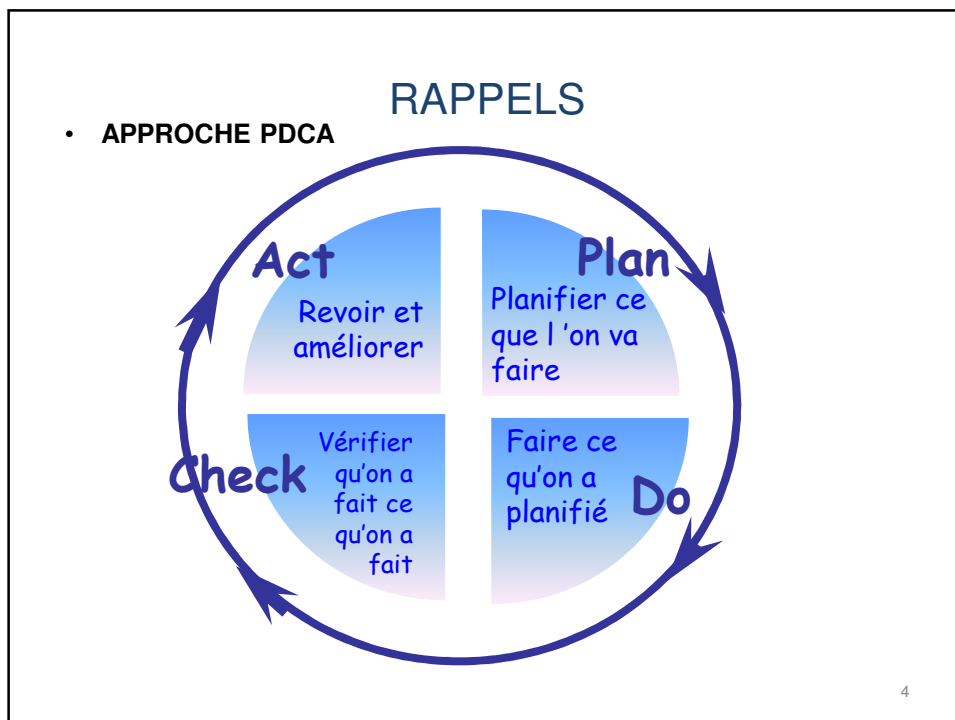 RAPPELS
• APPROCHE PDCA
Act
Revoir et
améliorer
Plan
Planifier ce
que l ’on va
faire
Check
Vérifier
qu’on a
fait ce
qu’on a
fait
Do
Faire ce
qu’on a
planifié
4